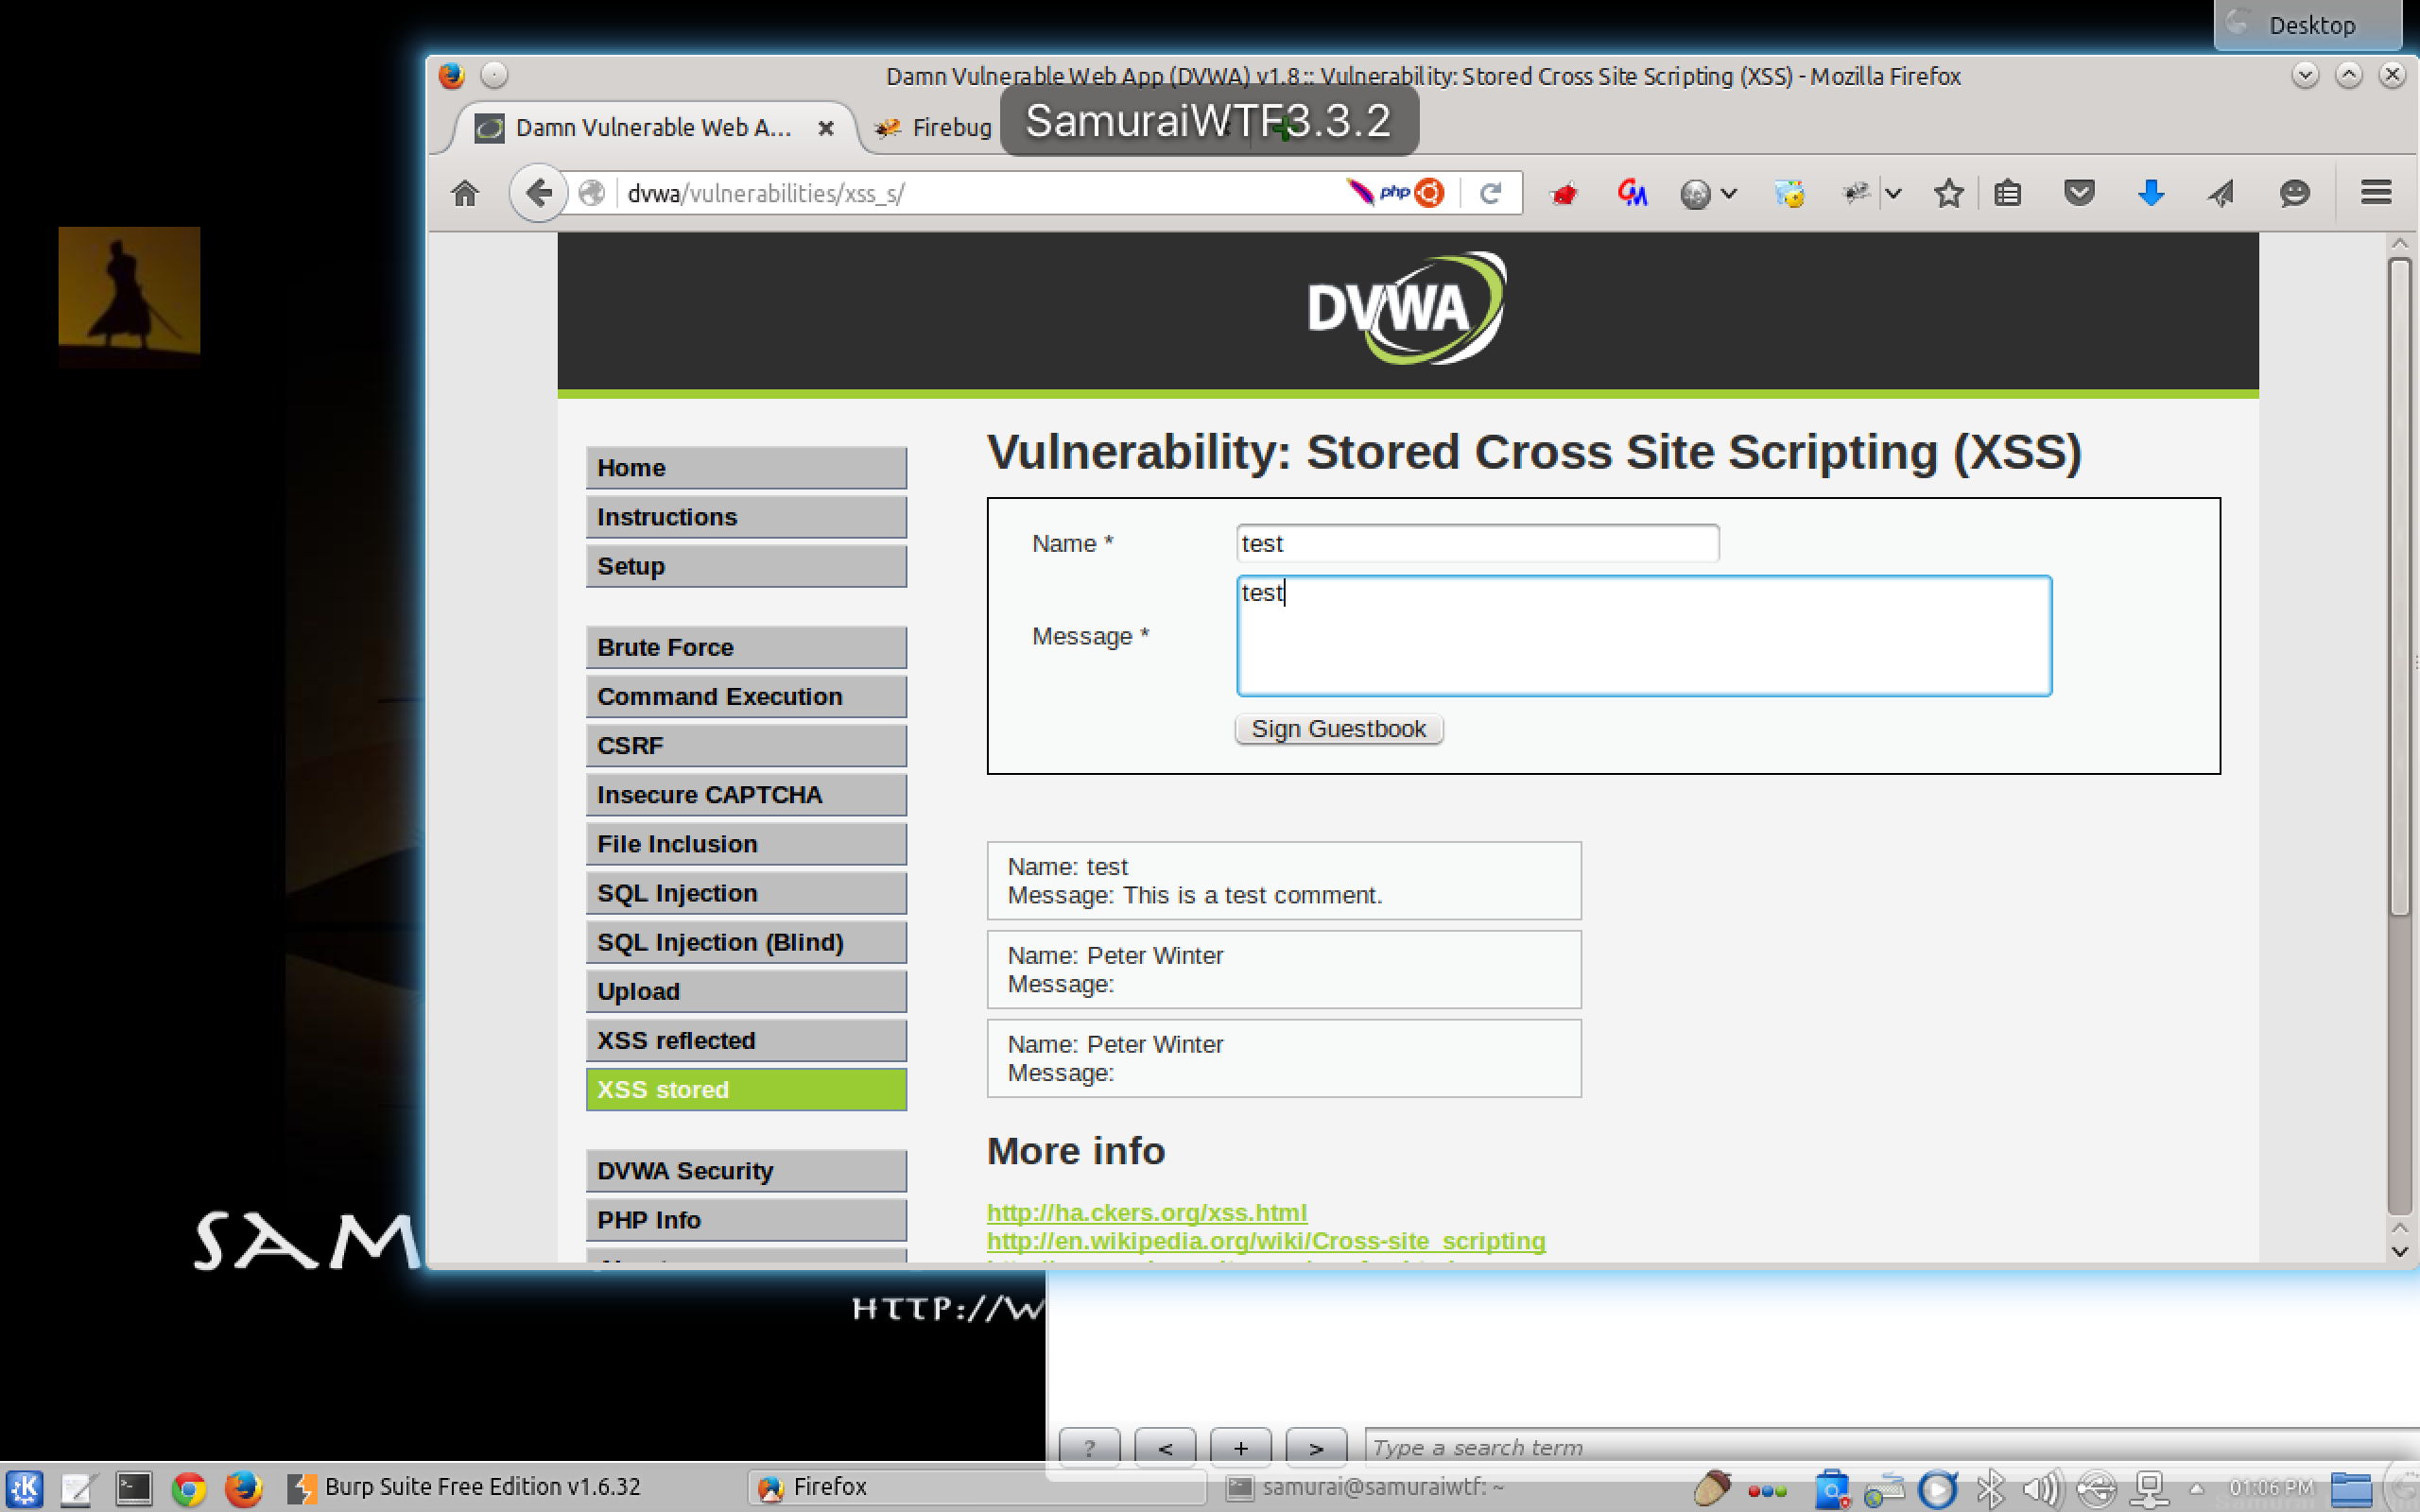 Desktop
Damn Vulnerable Web App (DVWA) v1.8 :: Vulnerability: Stored Cross Site Scripting (XSS) - Mozilla Firefox
Damn Vulnerable Web A...
Firebug
SamuraiWTF3.3.2
dvwa/vulnerabilities/xss_s/
php
DVWA
Home
Instructions
Setup
Brute Force
Command Execution
CSRF
Insecure CAPTCHA
File Inclusion
SQL Injection
SQL Injection (Blind)
Upload
XSS reflected
XSS stored
DVWA Security
PHP Info
Vulnerability: Stored Cross Site Scripting (XSS)
Name *
test
Message *
test
Sign Guestbook
Name: test
Message: This is a test comment.
Name: Peter Winter
Message:
Name: Peter Winter
Message:
More info
http://ha.ckers.org/xss.html
http://en.wikipedia.org/wiki/Cross-site_scripting
SAM
HTTP://W
?
<
+
>
Type a search term
Burp Suite Free Edition v1.6.32
Firefox
samurai@samuraiwtf: ~
01:06 PM